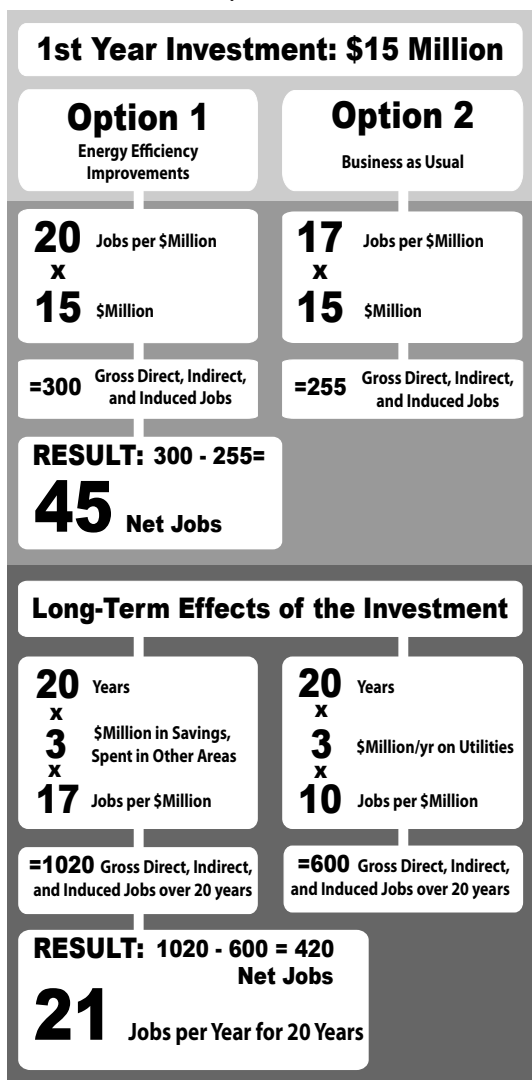 1st Year Investment: $15 Million
Option 1
Energy Efficiency
Improvements
Option 2
Business as Usual
20 Jobs per $Million
x
15 $Million
17 Jobs per $Million
x
15 $Million
=300 Gross Direct, Indirect,
and Induced Jobs
=255 Gross Direct, Indirect,
and Induced Jobs
RESULT: 300 - 255=
45 Net Jobs
Long-Term Effects of the Investment
20 Years
x
3 $Million in Savings,
Spent in Other Areas
x
17 Jobs per $Million
20 Years
x
3 $Million/yr on Utilities
x
10 Jobs per $Million
=1020 Gross Direct, Indirect,
and Induced Jobs over 20 years
=600 Gross Direct, Indirect,
and Induced Jobs over 20 years
RESULT: 1020 - 600 = 420
Net Jobs
21 Jobs per Year for 20 Years